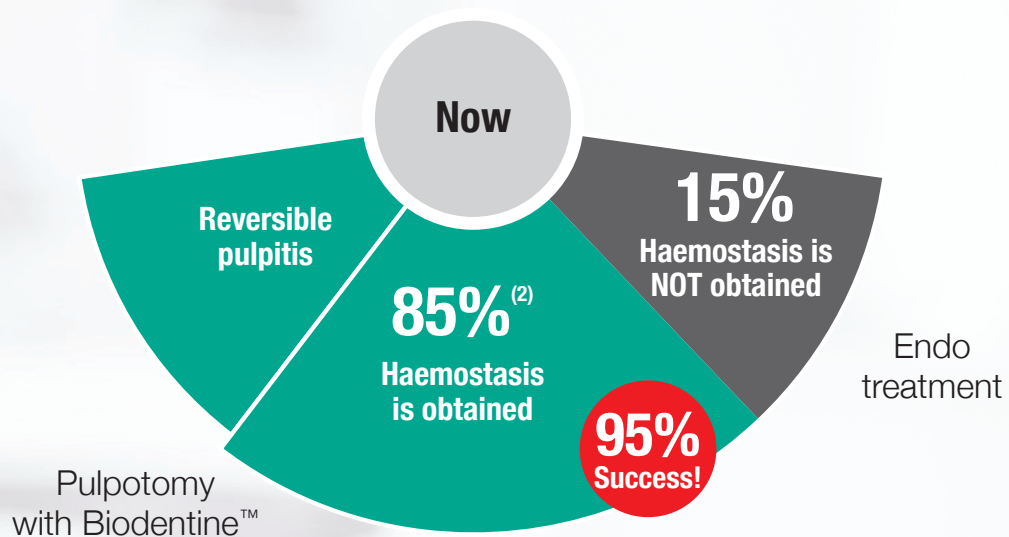 Now
Reversible
pulpitis
85%(2)
Haemostasis
is obtained
15%
Haemostasis is
NOT obtained
95%
Success!
Endo
treatment
Pulpotomy
with Biodentine™